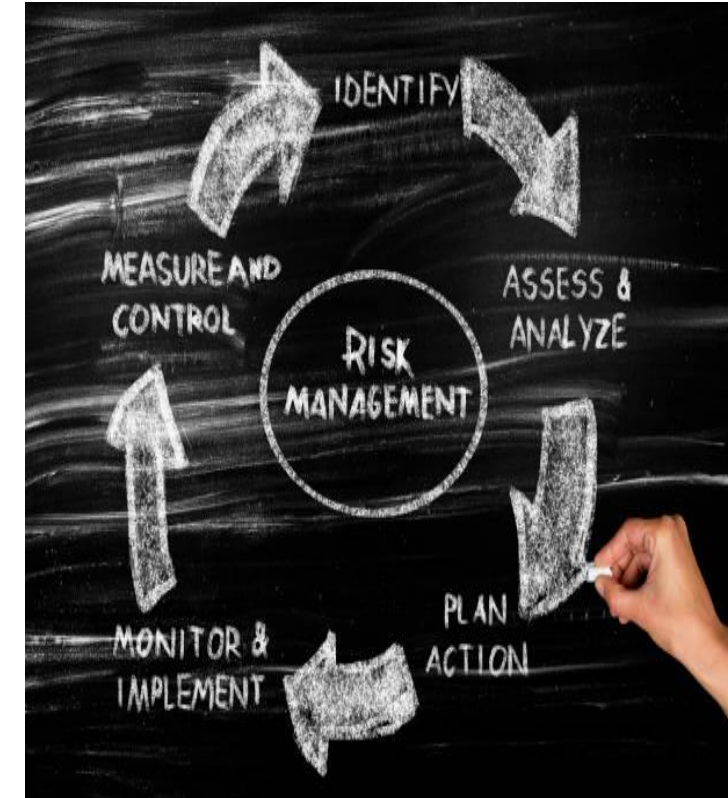 IDENTIFY
ASSESS &
ANALYZE
PLAN
ACTION
MONITOR &
IMPLEMENT
MEASURE AND
CONTROL
RISK
MANAGEMENT